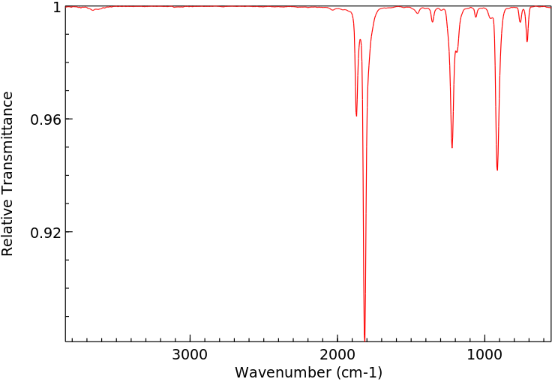 1
0.96
0.92
Relative Transmittance
3000 2000 1000
Wavenumber (cm-1)